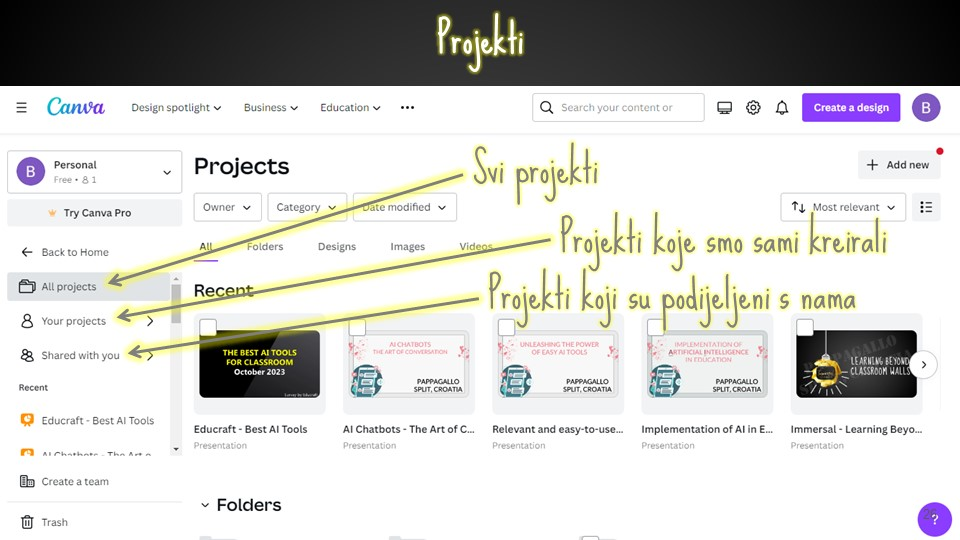 Projekti
Canva
Design spotlight
Business
Education
Search your content or
Create a design
B
B
Personal
Free • 1
Try Canva Pro
Back to Home
All projects
Your projects
Shared with you
Recent
Educraft - Best AI Tools
AI Chatbots - The Art o
Create a team
Trash
Projects
Add new
Svi projekti
Owner
Category
Date modified
Most relevant
All
Folders
Designs
Images
Videos
Projekti koje smo sami kreirali
Recent
Projekti koji su podijeljeni s nama
THE BEST AI TOOLS
FOR CLASSROOM
October 2023
Educraft - Best AI Tools
Presentation
AI CHATBOTS
THE ART OF CONVERSATION
PAPPAGALLO
SPLIT, CROATIA
AI Chatbots - The Art of C...
Presentation
UNLEASHING THE POWER
OF EASY AI TOOLS
PAPPAGALLO
SPLIT, CROATIA
Relevant and easy-to-use...
Presentation
IMPLEMENTATION OF
ARTIFICIAL INTELLIGENCE
IN EDUCATION
PAPPAGALLO
SPLIT, CROATIA
Implementation of AI in E...
Presentation
PAPPAGALLO
LEARNING BEYOND
CLASSROOM WALLS
Immersal - Learning Beyo...
Presentation
Folders
?